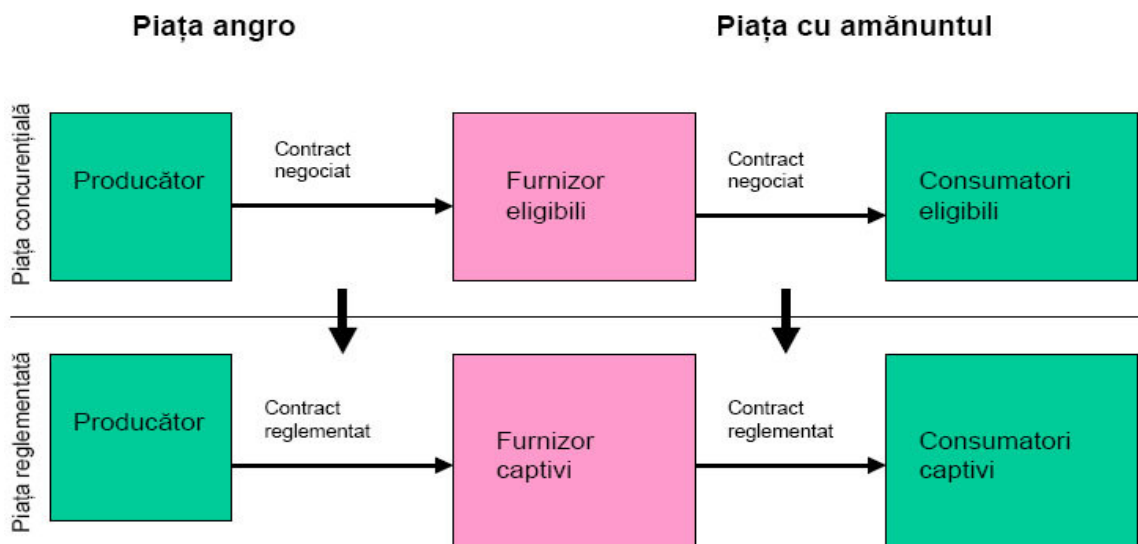 Piața angro
Piața cu amănuntul
Piața concurențială
Producător
Contract
negociat
Furnizor
eligibili
Contract
negociat
Consumatori
eligibili
Piața reglementată
Producător
Contract
reglementat
Furnizor
captivi
Contract
reglementat
Consumatori
captivi